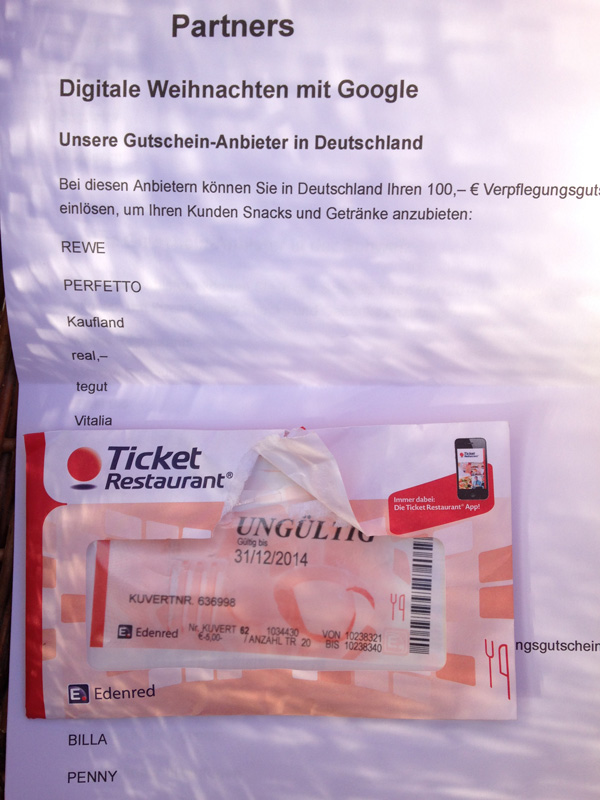 Partners
Digitale Weihnachten mit Google
Unsere Gutschein-Anbieter in Deutschland
Bei diesen Anbietern können Sie in Deutschland Ihren 100,– € Verpflegungsguts
einlösen, um Ihren Kunden Snacks und Getränke anzubieten:
REWE
PERFETTO
Kaufland
real,–
tegut
Vitalia
Ticket
Restaurant®
Immer dabei:
Die Ticket Restaurant® App!
UNGÜLTIG
Gültig bis
31/12/2014
KUVERTNR. 636998
Edenred
Nr. KUVERT 62 1034430 VON 10238321
€-5,00- / ANZAHL TR 20 BIS 10238340
ngsgutschein
Edenred
BILLA
PENNY